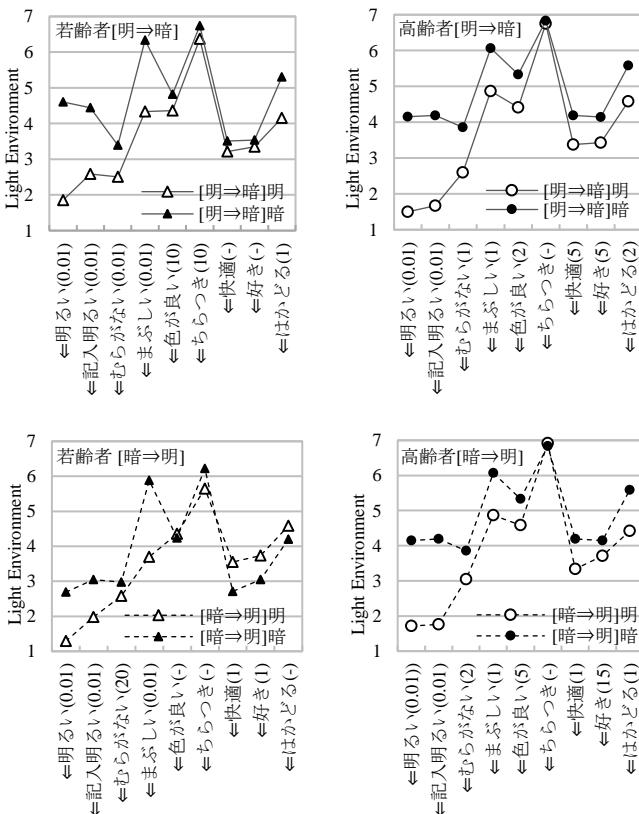 若齢者[明⇒暗]
7
6
5
4
3
2
1
Light Environment
[明⇒暗]明
[明⇒暗]暗
⇐明るい(0.01)
⇐記入明るい(0.01)
⇐むらがない(0.01)
⇐まぶしい(0.01)
⇐色が良い(10)
⇐ちらつき(10)
⇐快適(-)
⇐好き(-)
⇐はかどる(1)
高齢者[明⇒暗]
7
6
5
4
3
2
1
Light Environment
[明⇒暗]明
[明⇒暗]暗
⇐明るい(0.01)
⇐記入明るい(0.01)
⇐むらがない(1)
⇐まぶしい(1)
⇐色が良い(2)
⇐ちらつき(-)
⇐快適(5)
⇐好き(5)
⇐はかどる(2)
若齢者 [暗⇒明]
7
6
5
4
3
2
1
Light Environment
[暗⇒明]明
[暗⇒明]暗
⇐明るい(0.01)
⇐記入明るい(0.01)
⇐むらがない(20)
⇐まぶしい(0.01)
⇐色が良い(-)
⇐ちらつき(-)
⇐快適(1)
⇐好き(1)
⇐はかどる(-)
高齢者[暗⇒明]
7
6
5
4
3
2
1
Light Environment
[暗⇒明]明
[暗⇒明]暗
⇐明るい(0.01))
⇐記入明るい(0.01)
⇐むらがない(2)
⇐まぶしい(1)
⇐色が良い(5)
⇐ちらつき(-)
⇐快適(1)
⇐好き(15)
⇐はかどる(1)